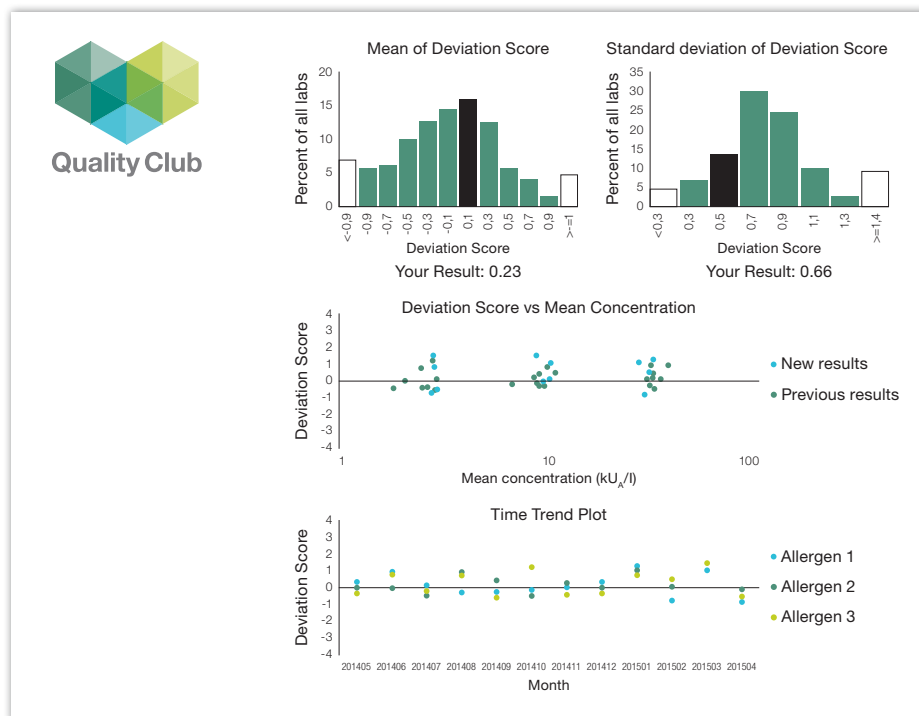 Quality Club
Mean of Deviation Score
Percent of all labs
20
15
10
5
0
<-0,9
-0,9
-0,7
-0,5
-0,3
-0,1
0,1
0,3
0,5
0,7
0,9
>-=1
Deviation Score
Your Result: 0.23
Standard deviation of Deviation Score
Percent of all labs
35
30
25
20
15
10
5
0
<0,3
0,3
0,5
0,7
0,9
1,1
1,3
>=1,4
Deviation Score
Your Result: 0.66
Deviation Score vs Mean Concentration
Deviation Score
4
3
2
1
0
-1
-2
-3
-4
1
10
100
Mean concentration (kUA/l)
New results
Previous results
Time Trend Plot
Deviation Score
4
3
2
1
0
-1
-2
-3
-4
201405 201406 201407 201408 201409 201410 201411 201412 201501 201502 201503 201504
Month
Allergen 1
Allergen 2
Allergen 3